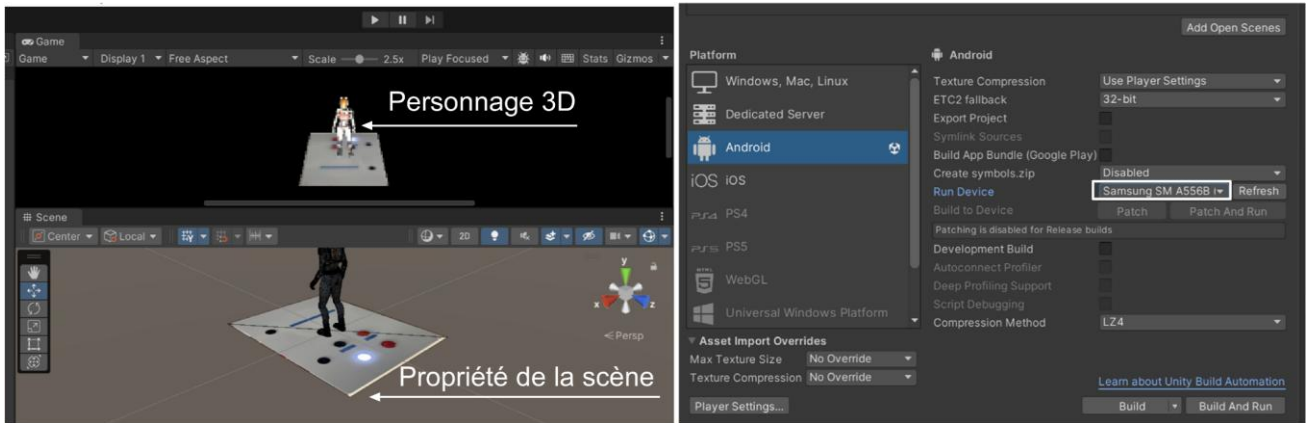 Game
Game Display 1 Free Aspect Scale 2.5x Play Focused Stats Gizmos
Personnage 3D
Scene
Center Local 2D
y
x
z
Persp
Propriété de la scène
Add Open Scenes
Platform
Windows, Mac, Linux
Dedicated Server
Android
iOS iOS
PS4 PS4
PS5 PS5
HTML 5 WebGL
Universal Windows Platform
Asset Import Overrides
Max Texture Size No Override
Texture Compression No Override
Player Settings...
Android
Texture Compression Use Player Settings
ETC2 fallback 32-bit
Export Project
Symlink Sources
Build App Bundle (Google Play)
Create symbols.zip Disabled
Run Device Samsung SM A556B Refresh
Build to Device Patch Patch And Run
Patching is disabled for Release builds
Development Build
Autoconnect Profiler
Deep Profiling Support
Script Debugging
Compression Method LZ4
Learn about Unity Build Automation
Build Build And Run